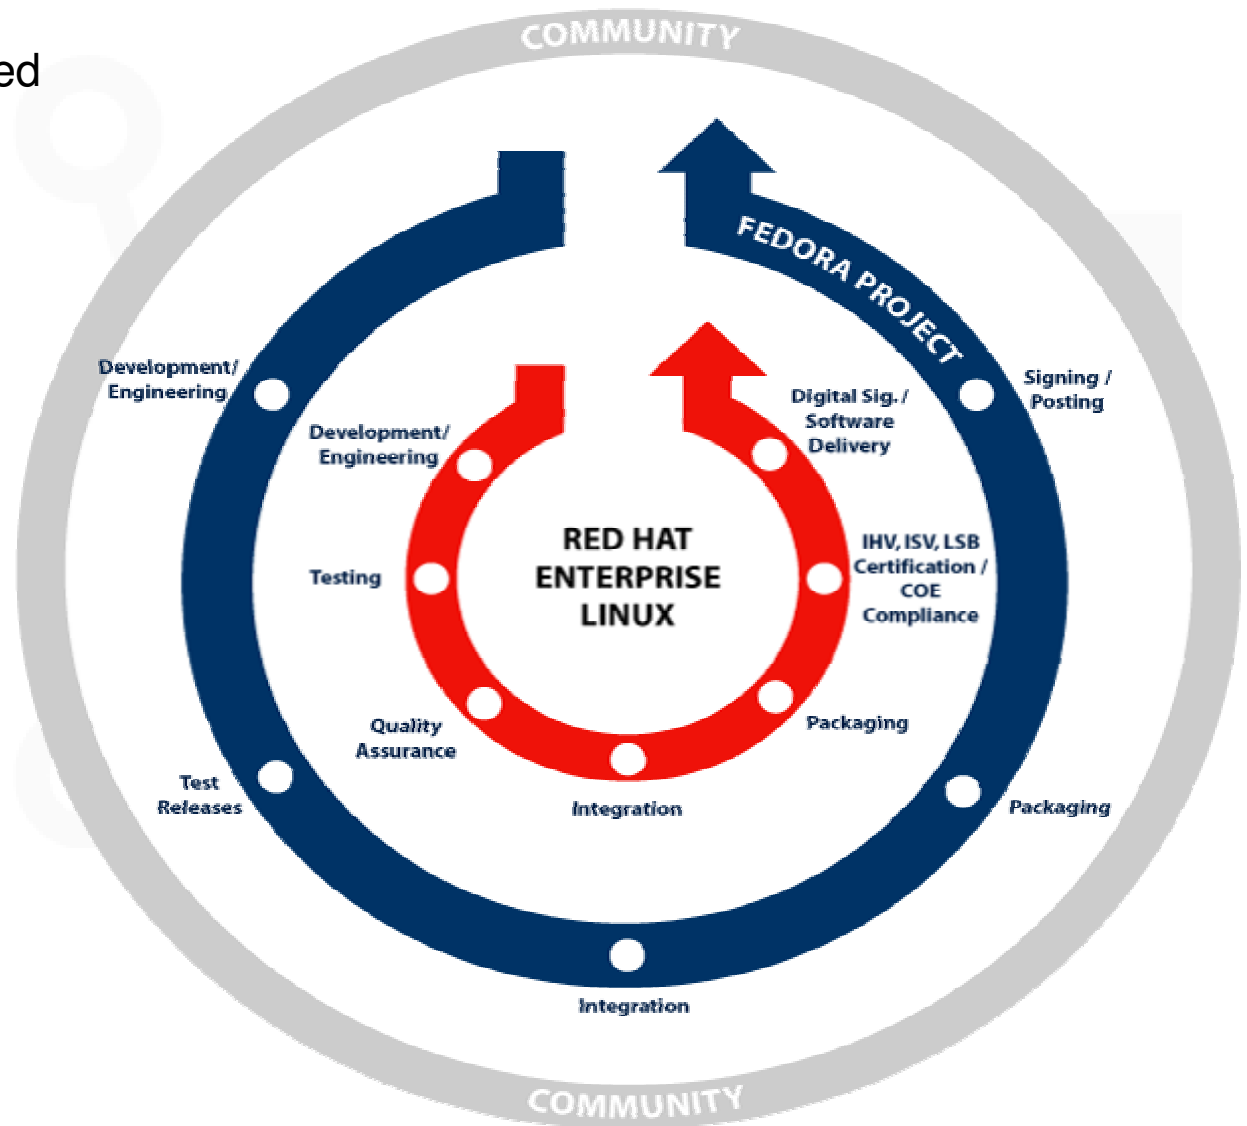 COMMUNITY
ed
FEDORA PROJECT
Development/
Engineering
Signing /
Posting
Digital Sig. /
Software
Delivery
Development/
Engineering
RED HAT
ENTERPRISE
LINUX
IHV, ISV, LSB
Certification /
COE
Compliance
Testing
Quality
Assurance
Packaging
Test
Releases
Integration
Packaging
Integration
COMMUNITY